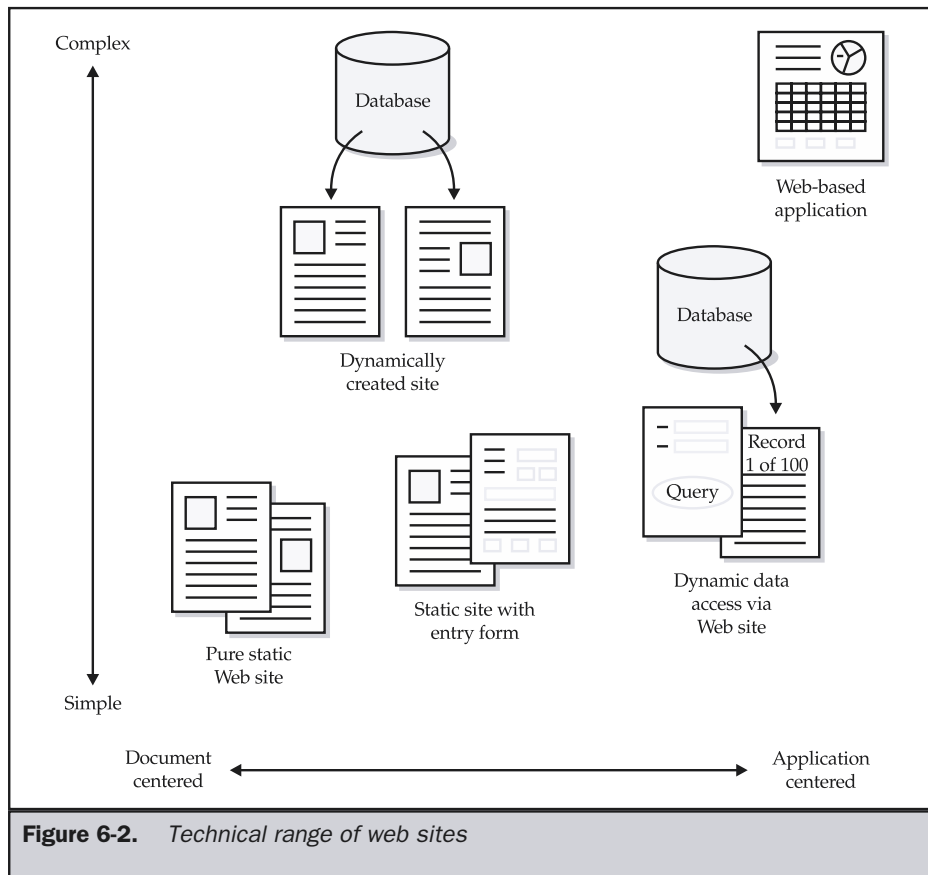 Complex
Database
Web-based
application
Database
Dynamically
created site
Record
1 of 100
Query
Dynamic data
access via
Web site
Static site with
entry form
Pure static
Web site
Simple
Document
centered
Application
centered
Figure 6-2. Technical range of web sites